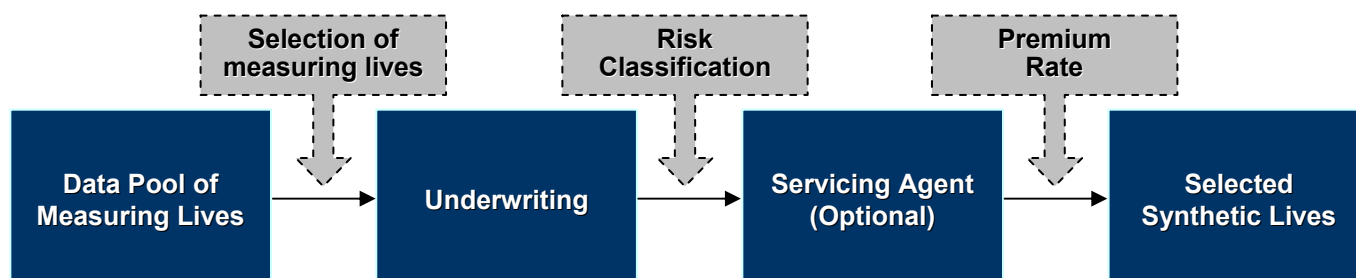 Selection of
measuring lives
Risk
Classification
Premium
Rate
Data Pool of
Measuring Lives
Underwriting
Servicing Agent
(Optional)
Selected
Synthetic Lives